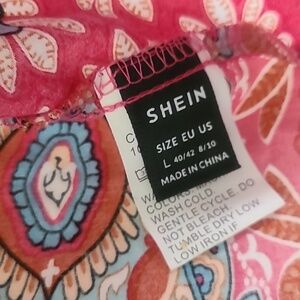 SHEIN
SIZE EU US
L 40/42 8/10
MADE IN CHINA
WASH COLD
GENTLE CYCLE. DO
NOT BLEACH.
TUMBLE DRY LOW
LOW IRON IF